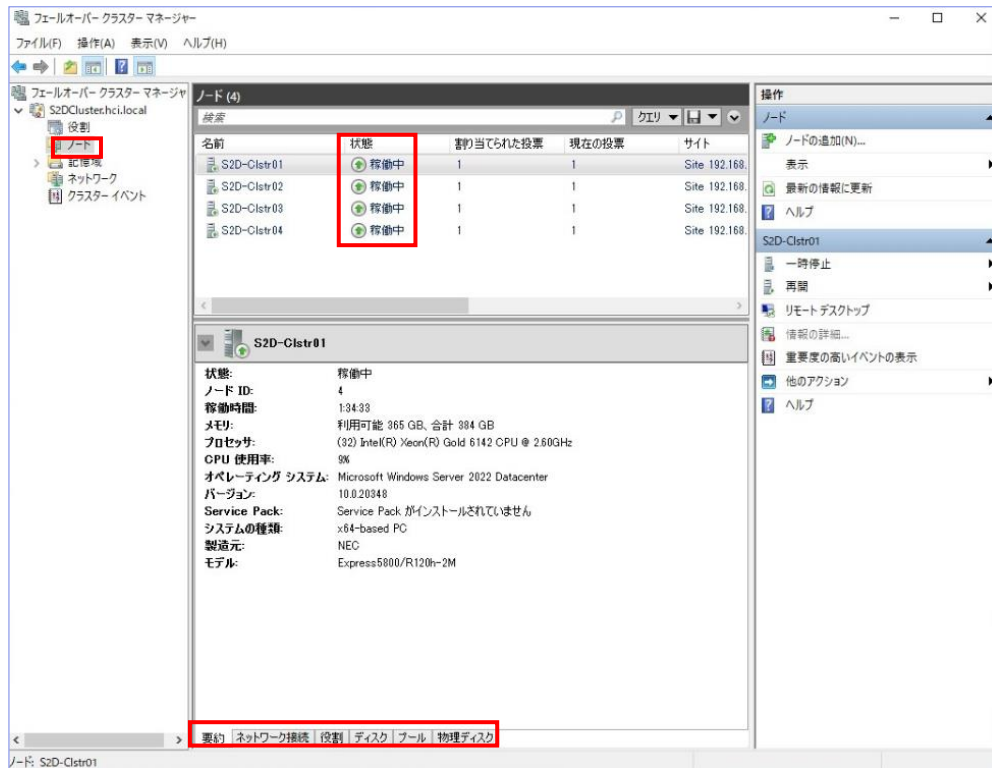 フェールオーバー クラスター マネージャー
ファイル(F) 操作(A) 表示(V) ヘルプ(H)
フェールオーバー クラスター マネージャ
S2DCluster.hci.local
役割
ノード
記憶域
ネットワーク
クラスター イベント
ノード (4)
検索 クエリ
名前 状態 割り当てられた投票 現在の投票 サイト
S2D-Clstr01 稼働中 1 1 Site 192.168.
S2D-Clstr02 稼働中 1 1 Site 192.168.
S2D-Clstr03 稼働中 1 1 Site 192.168.
S2D-Clstr04 稼働中 1 1 Site 192.168.
S2D-Clstr01
状態: 稼働中
ノード ID: 4
稼働時間: 1:34:33
メモリ: 利用可能 365 GB、合計 384 GB
プロセッサ: (32) Intel(R) Xeon(R) Gold 6142 CPU @ 2.60GHz
CPU 使用率: 9%
オペレーティング システム: Microsoft Windows Server 2022 Datacenter
バージョン: 10.0.20348
Service Pack: Service Pack がインストールされていません
システムの種類: x64-based PC
製造元: NEC
モデル: Express5800/R120h-2M
要約 ネットワーク接続 役割 ディスク プール 物理ディスク
操作
ノード
ノードの追加(N)...
表示
最新の情報に更新
ヘルプ
S2D-Clstr01
一時停止
再開
リモート デスクトップ
情報の詳細...
重要度の高いイベントの表示
他のアクション
ヘルプ
ノード: S2D-Clstr01